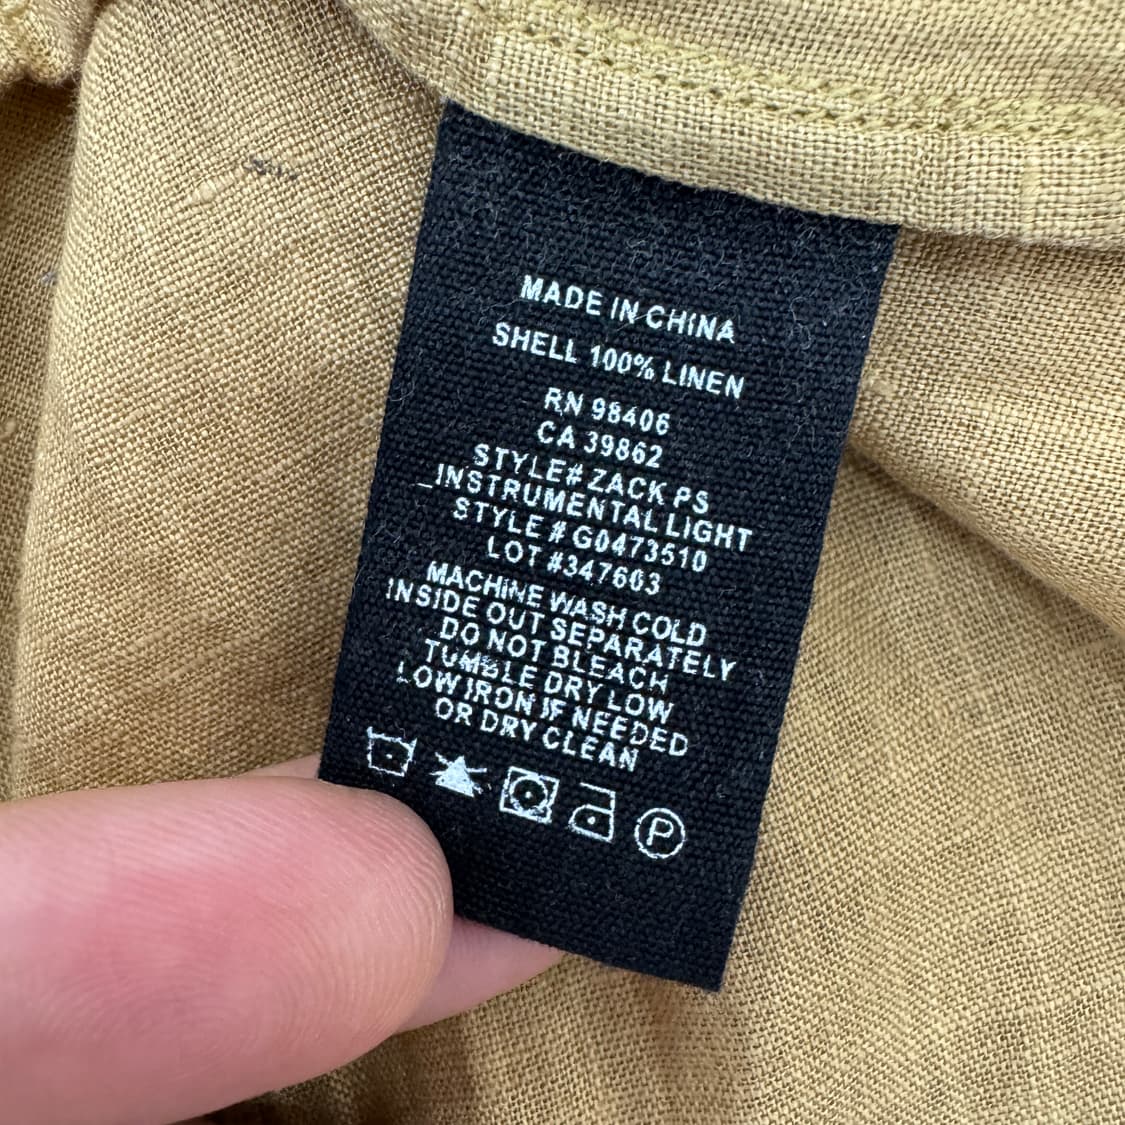 MADE IN CHINA
SHELL 100% LINEN
RN 98406
CA 39862
STYLE# ZACK PS
_INSTRUMENTAL LIGHT
STYLE # G0473510
LOT #347603
MACHINE WASH COLD
INSIDE OUT SEPARATELY
DO NOT BLEACH
TUMBLE DRY LOW
LOW IRON IF NEEDED
OR DRY CLEAN
P